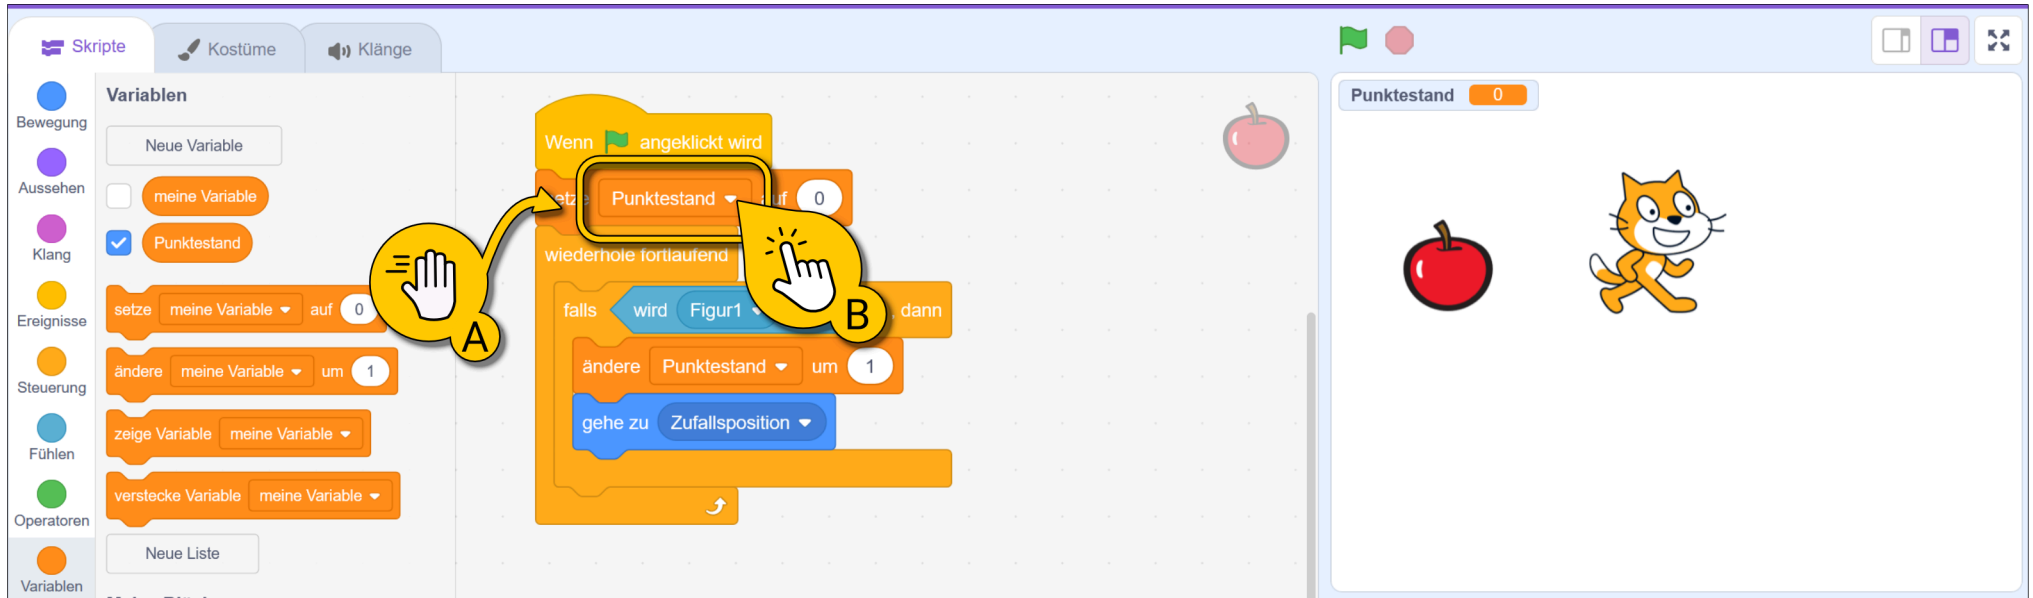 Skripte
Kostüme
Klänge
Bewegung
Aussehen
Klang
Ereignisse
Steuerung
Fühlen
Operatoren
Variablen
Variablen
Neue Variable
meine Variable
Punktestand
setze meine Variable auf 0
ändere meine Variable um 1
zeige Variable meine Variable
verstecke Variable meine Variable
Neue Liste
Wenn angeklickt wird
setze Punktestand auf 0
wiederhole fortlaufend
falls wird Figur1 , dann
ändere Punktestand um 1
gehe zu Zufallsposition
A
B
Punktestand 0